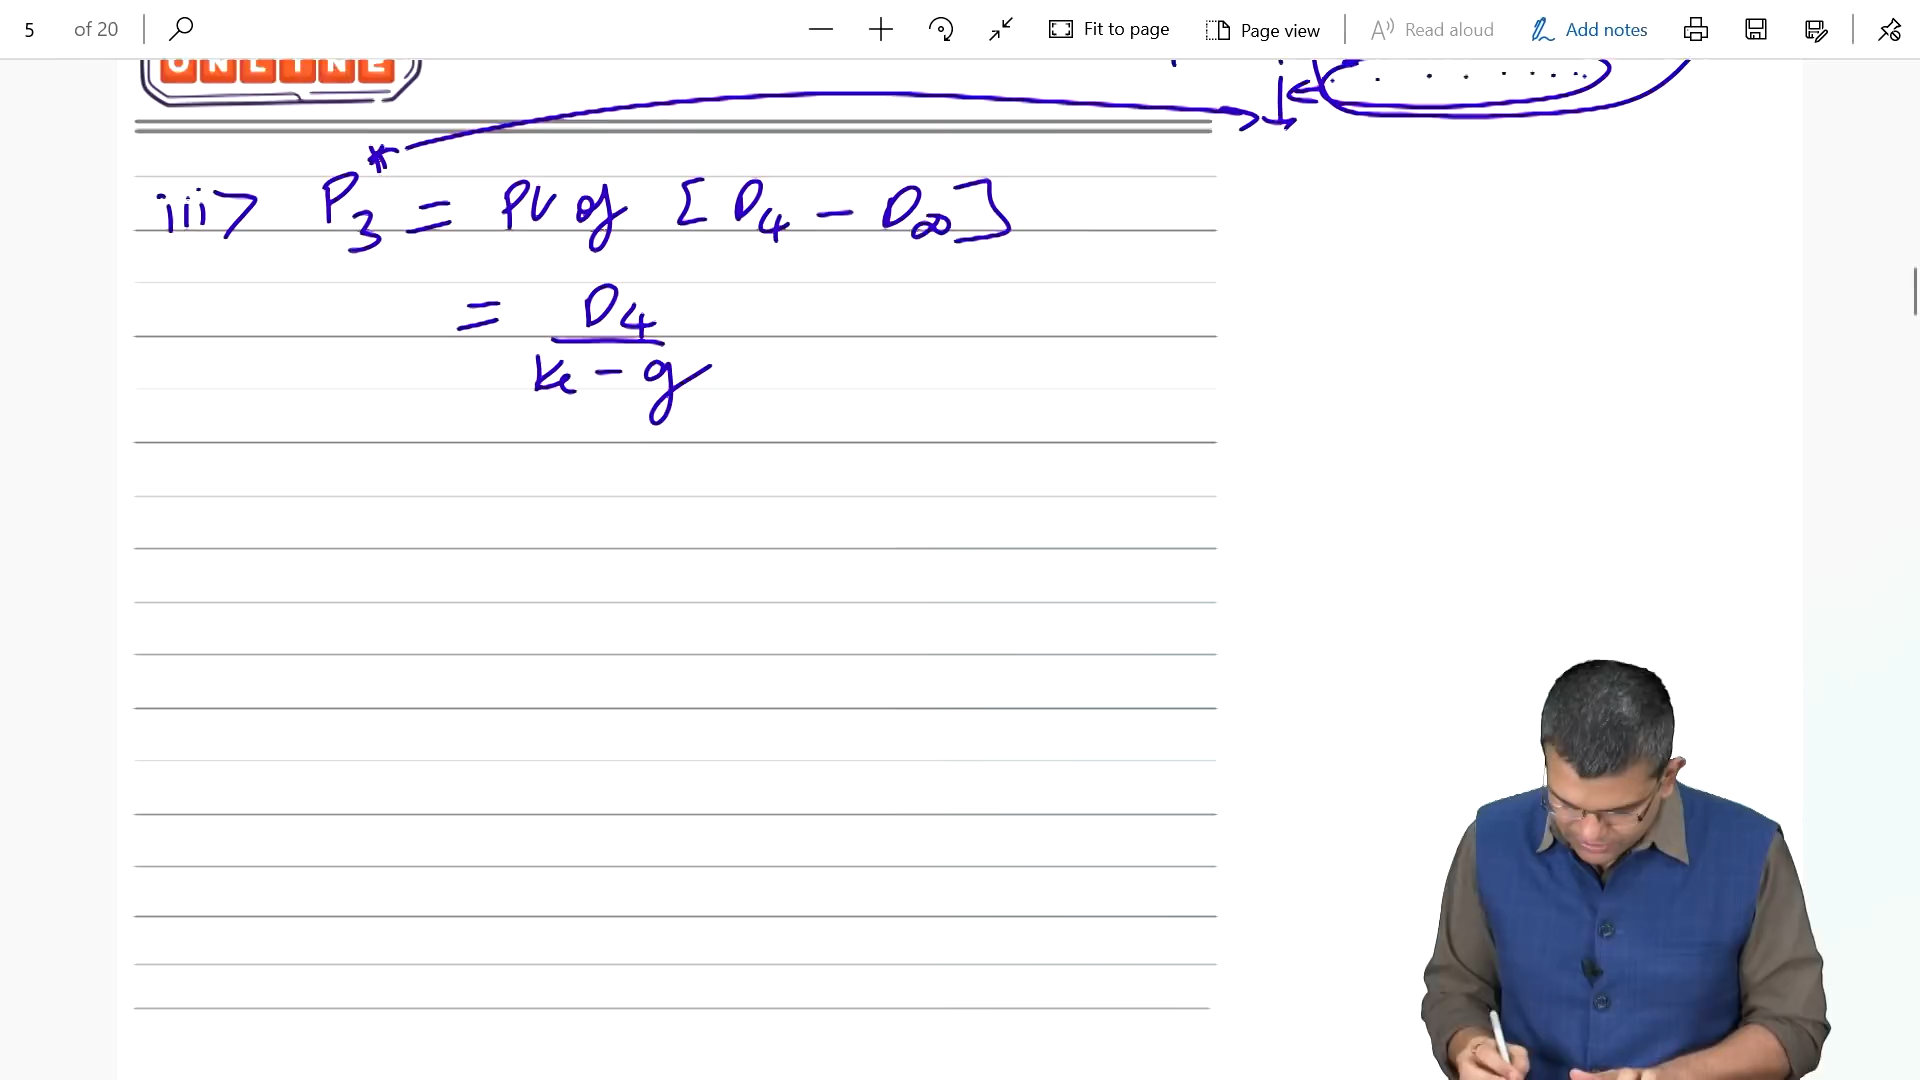 5 of 20 Fit to page Page view Read aloud Add notes
ONLINE
iii> P₃* = PV of [D₄ – D∞]
= D₄
ke – g